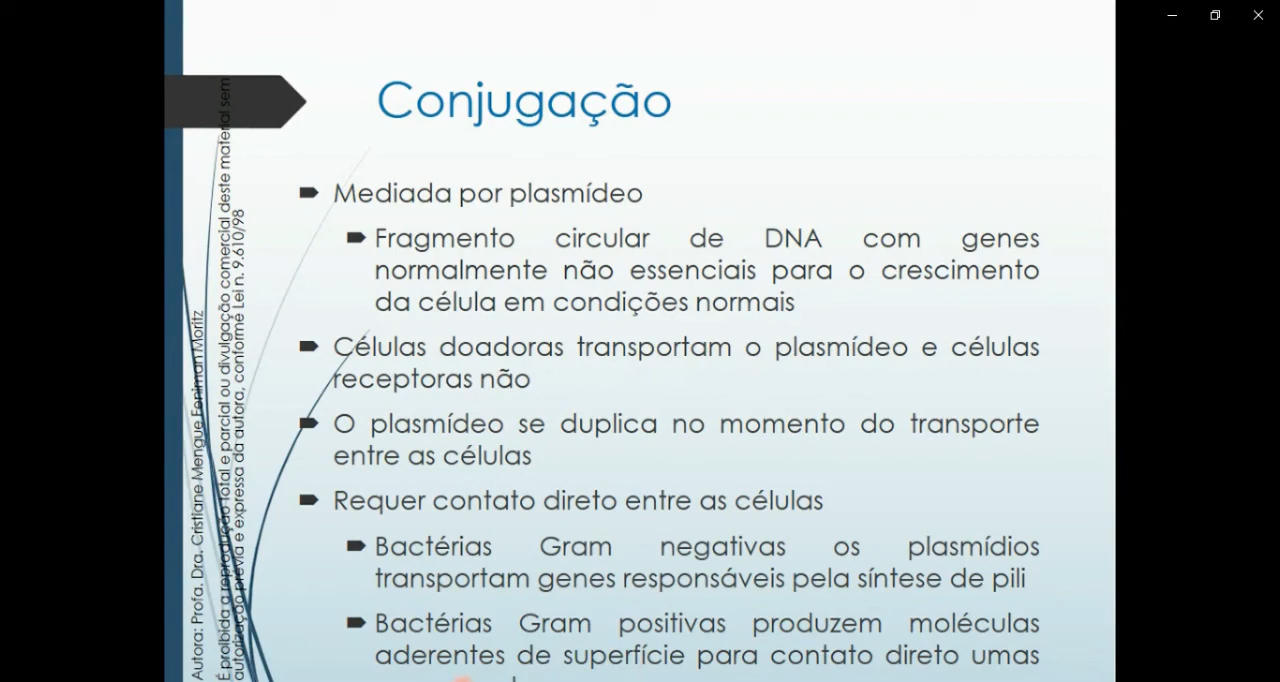 Conjugação
Mediada por plasmídeo
Fragmento circular de DNA com genes
normalmente não essenciais para o crescimento
da célula em condições normais
Células doadoras transportam o plasmídeo e células
receptoras não
O plasmídeo se duplica no momento do transporte
entre as células
Requer contato direto entre as células
Bactérias Gram negativas os plasmídios
transportam genes responsáveis pela síntese de pili
Bactérias Gram positivas produzem moléculas
aderentes de superfície para contato direto umas
Autora: Profa. Dra. Cristiane Mengue Feniman Moritz
É proibida a reprodução total e parcial ou divulgação comercial deste material sem
autorização prévia e expressa da autora, conforme Lei n. 9.610/98